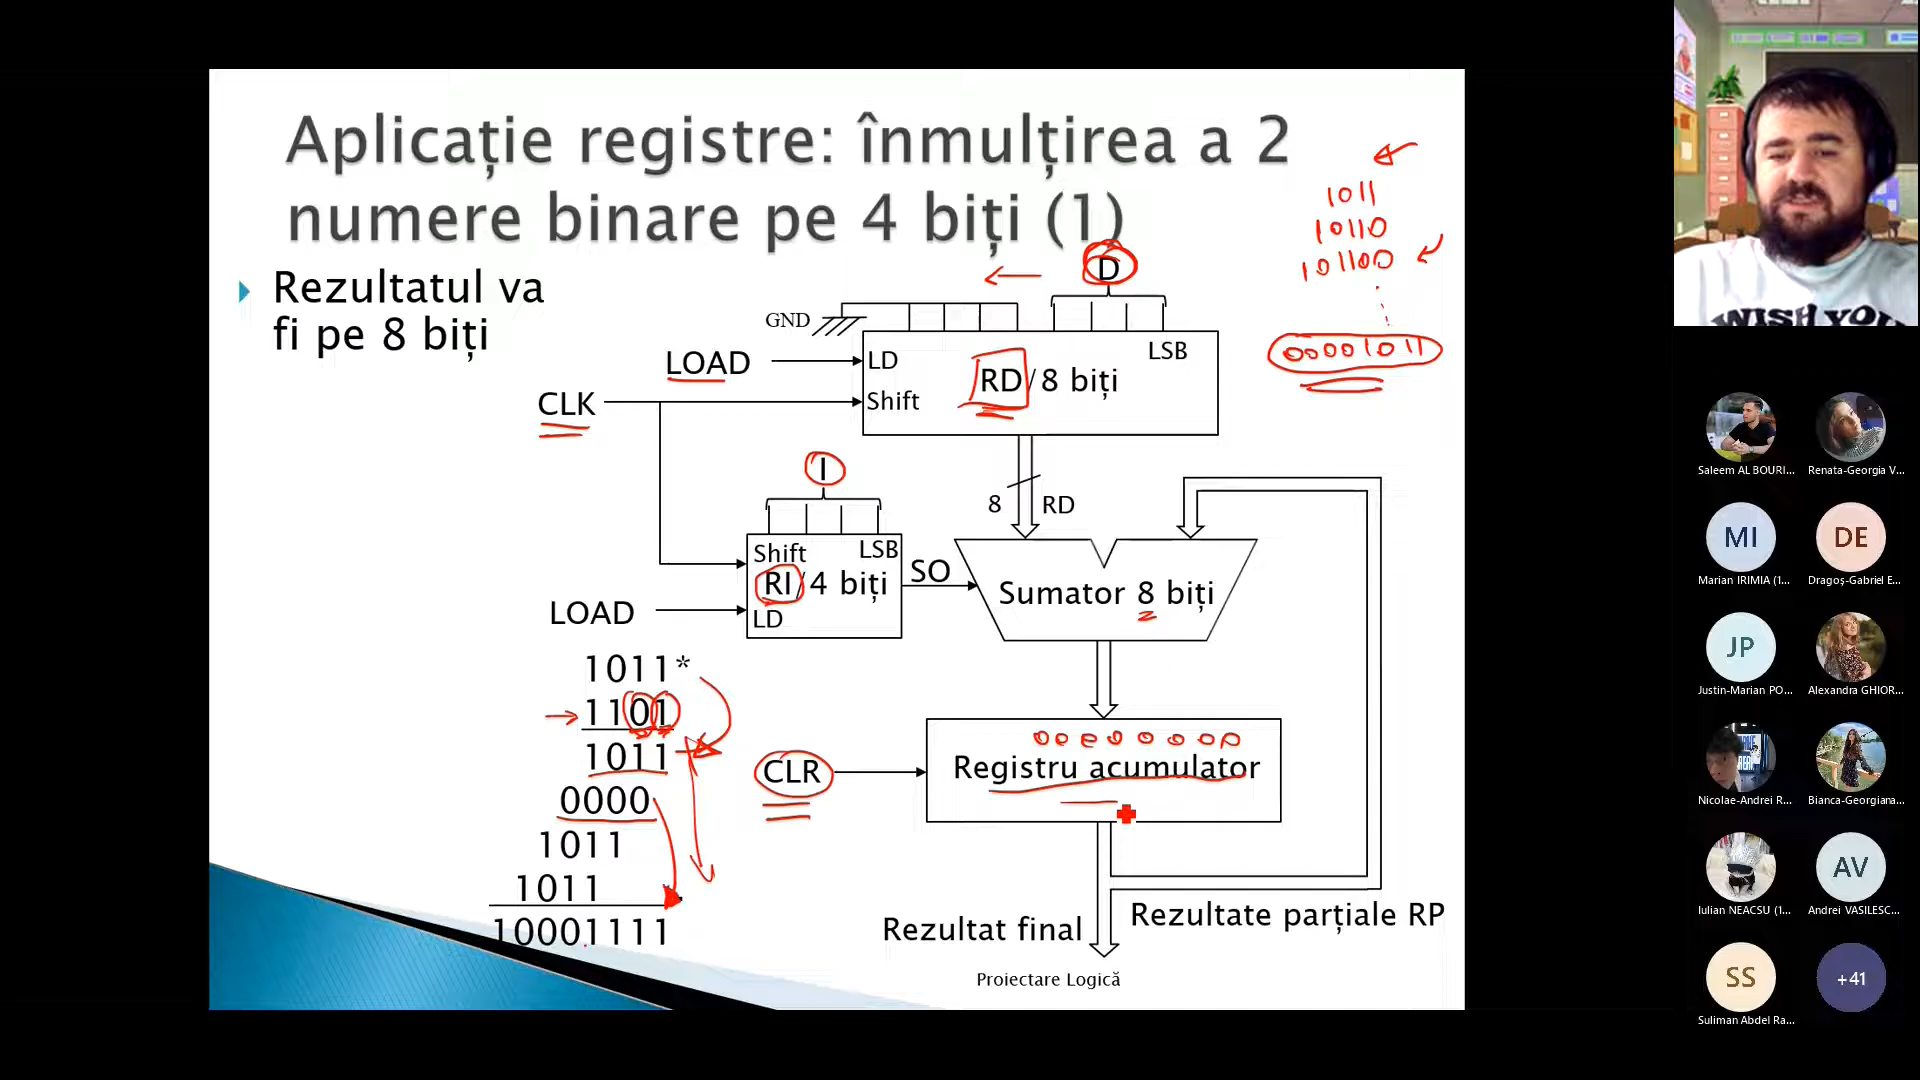 Aplicație registre: înmulțirea a 2
numere binare pe 4 biți (1)
Rezultatul va
fi pe 8 biți
1011
10110
101100
00001011
D
GND
LOAD
LD
LSB
RD/8 biți
CLK
Shift
I
8
RD
Shift
LSB
RI/4 biți
LD
LOAD
SO
Sumator 8 biți
1011*
1101
1011
0000
1011
1011
10001111
CLR
00000000
Registru acumulator
Rezultat final
Rezultate parțiale RP
Proiectare Logică
WISH YOU
Saleem AL BOURI...
Renata-Georgia V...
MI
Marian IRIMIA (1...
DE
Dragoș-Gabriel E...
JP
Justin-Marian PO...
Alexandra GHIOR...
Nicolae-Andrei R...
Bianca-Georgiana...
Iulian NEACSU (1...
AV
Andrei VASILESC...
SS
Suliman Abdel Ra...
+41